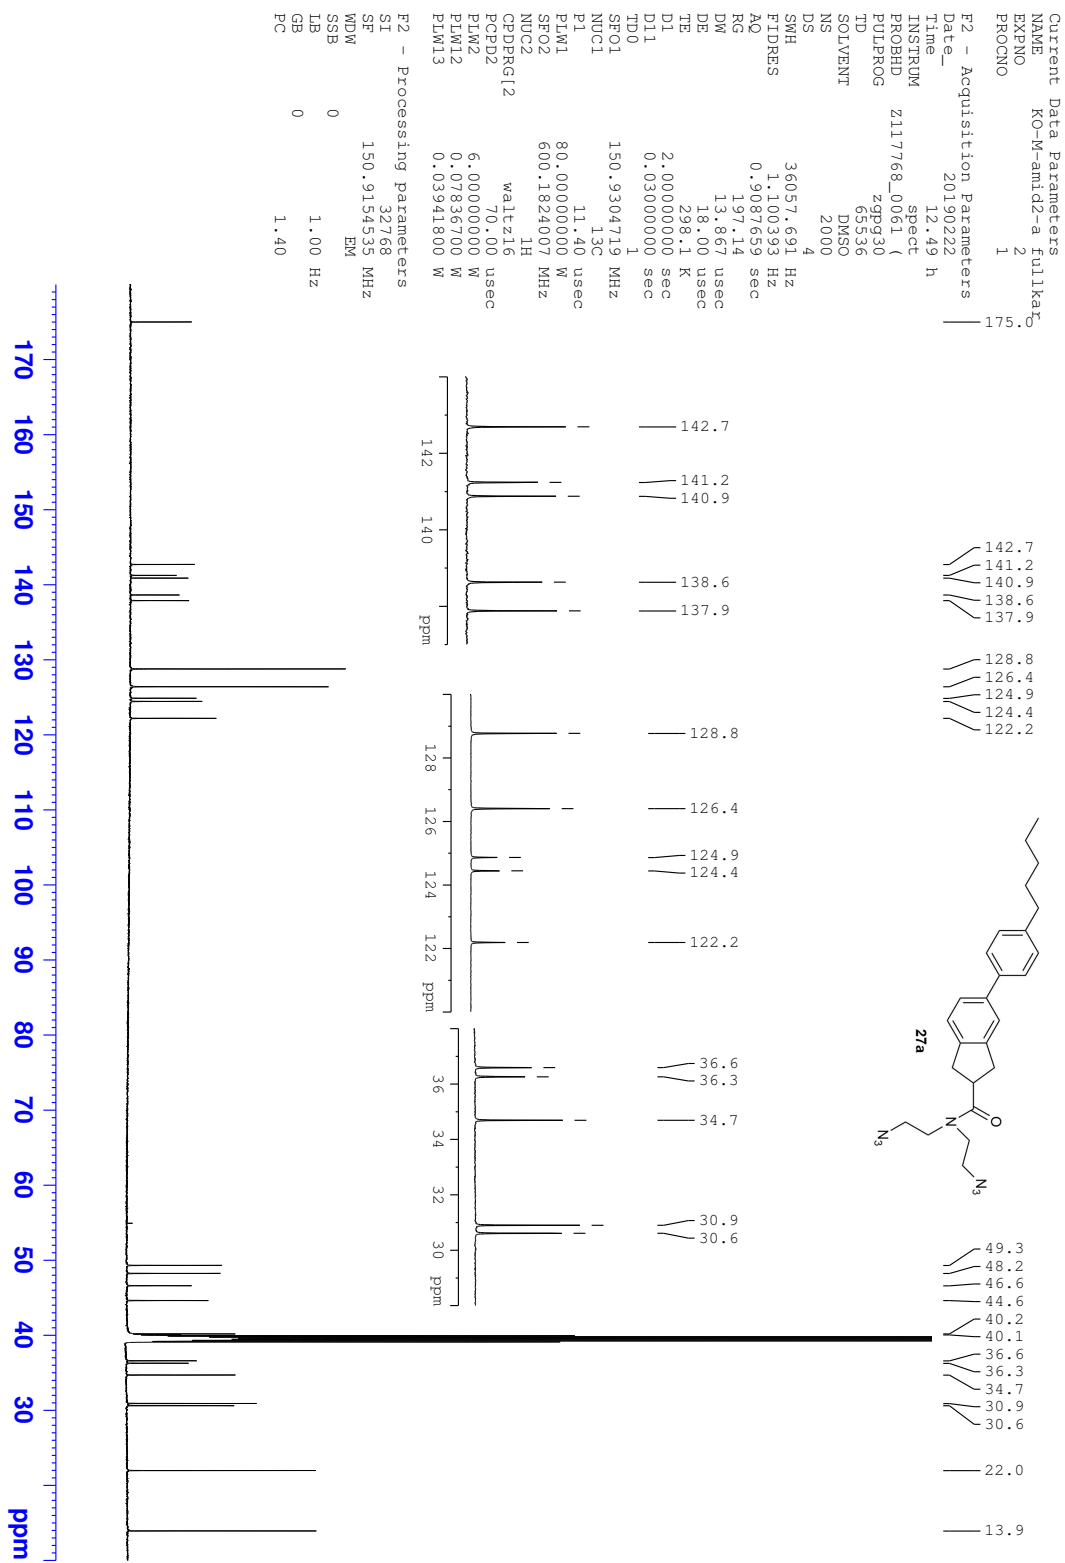 Current Data Parameters
NAME KO-M-amid2-a fullkar
EXPNO 2
PROCNO 1
F2 - Acquisition Parameters
Date_ 20190222
Time 12.49 h
INSTRUM spect
PROBHD Z117768_0061 (
PULPROG zgpg30
TD 65536
SOLVENT DMSO
NS 2000
DS 4
SWH 36057.691 Hz
FIDRES 1.100393 Hz
AQ 0.9087659 sec
RG 197.14
DW 13.867 usec
DE 18.00 usec
TE 298.1 K
D1 2.00000000 sec
D11 0.03000000 sec
TD0 1
SFO1 150.9304719 MHz
NUC1 13C
P1 11.40 usec
PLW1 80.00000000 W
SFO2 600.1824007 MHz
NUC2 1H
CPDPRG[2 waltz16
PCPD2 70.00 usec
PLW2 6.00000000 W
PLW12 0.07836700 W
PLW13 0.03941800 W
F2 - Processing parameters
SI 32768
SF 150.9154535 MHz
WDW EM
SSB 0
LB 1.00 Hz
GB 0
PC 1.40
175.0
142.7
141.2
140.9
138.6
137.9
128.8
126.4
124.9
124.4
122.2
49.3
48.2
46.6
44.6
40.2
40.1
36.6
36.3
34.7
30.9
30.6
22.0
13.9
O
N
N3
N3
27a
142.7
141.2
140.9
138.6
137.9
142 140 ppm
128.8
126.4
124.9
124.4
122.2
128 126 124 122 ppm
36.6
36.3
34.7
30.9
30.6
36 34 32 30 ppm
170 160 150 140 130 120 110 100 90 80 70 60 50 40 30 ppm